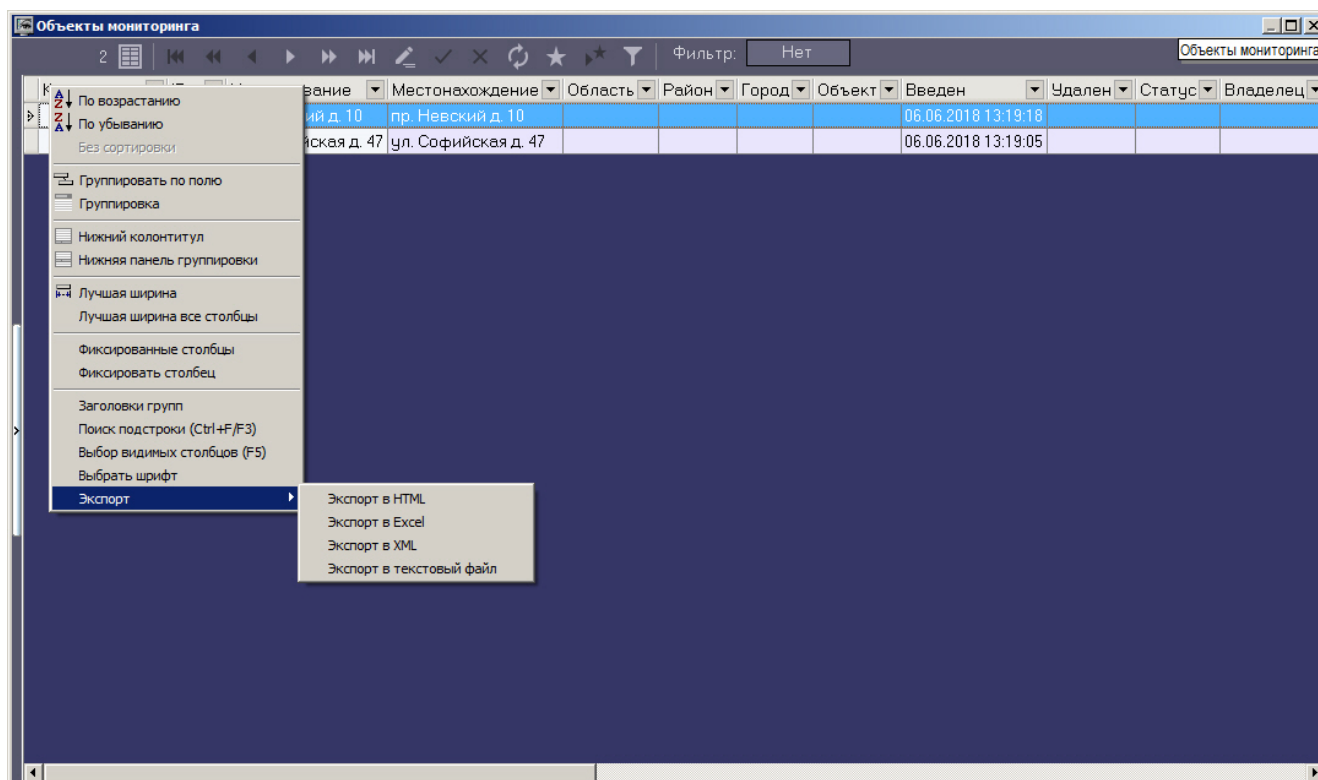 Объекты мониторинга
2 Фильтр: Нет
Объекты мониторинга
вание Местонахождение Область Район Город Объект Введен Удален Статус Владелец
ий д. 10 пр. Невский д. 10 06.06.2018 13:19:18
йская д. 47 ул. Софийская д. 47 06.06.2018 13:19:05
По возрастанию
По убыванию
Без сортировки
Группировать по полю
Группировка
Нижний колонтитул
Нижняя панель группировки
Лучшая ширина
Лучшая ширина все столбцы
Фиксированные столбцы
Фиксировать столбец
Заголовки групп
Поиск подстроки (Ctrl+F/F3)
Выбор видимых столбцов (F5)
Выбрать шрифт
Экспорт
Экспорт в HTML
Экспорт в Excel
Экспорт в XML
Экспорт в текстовый файл